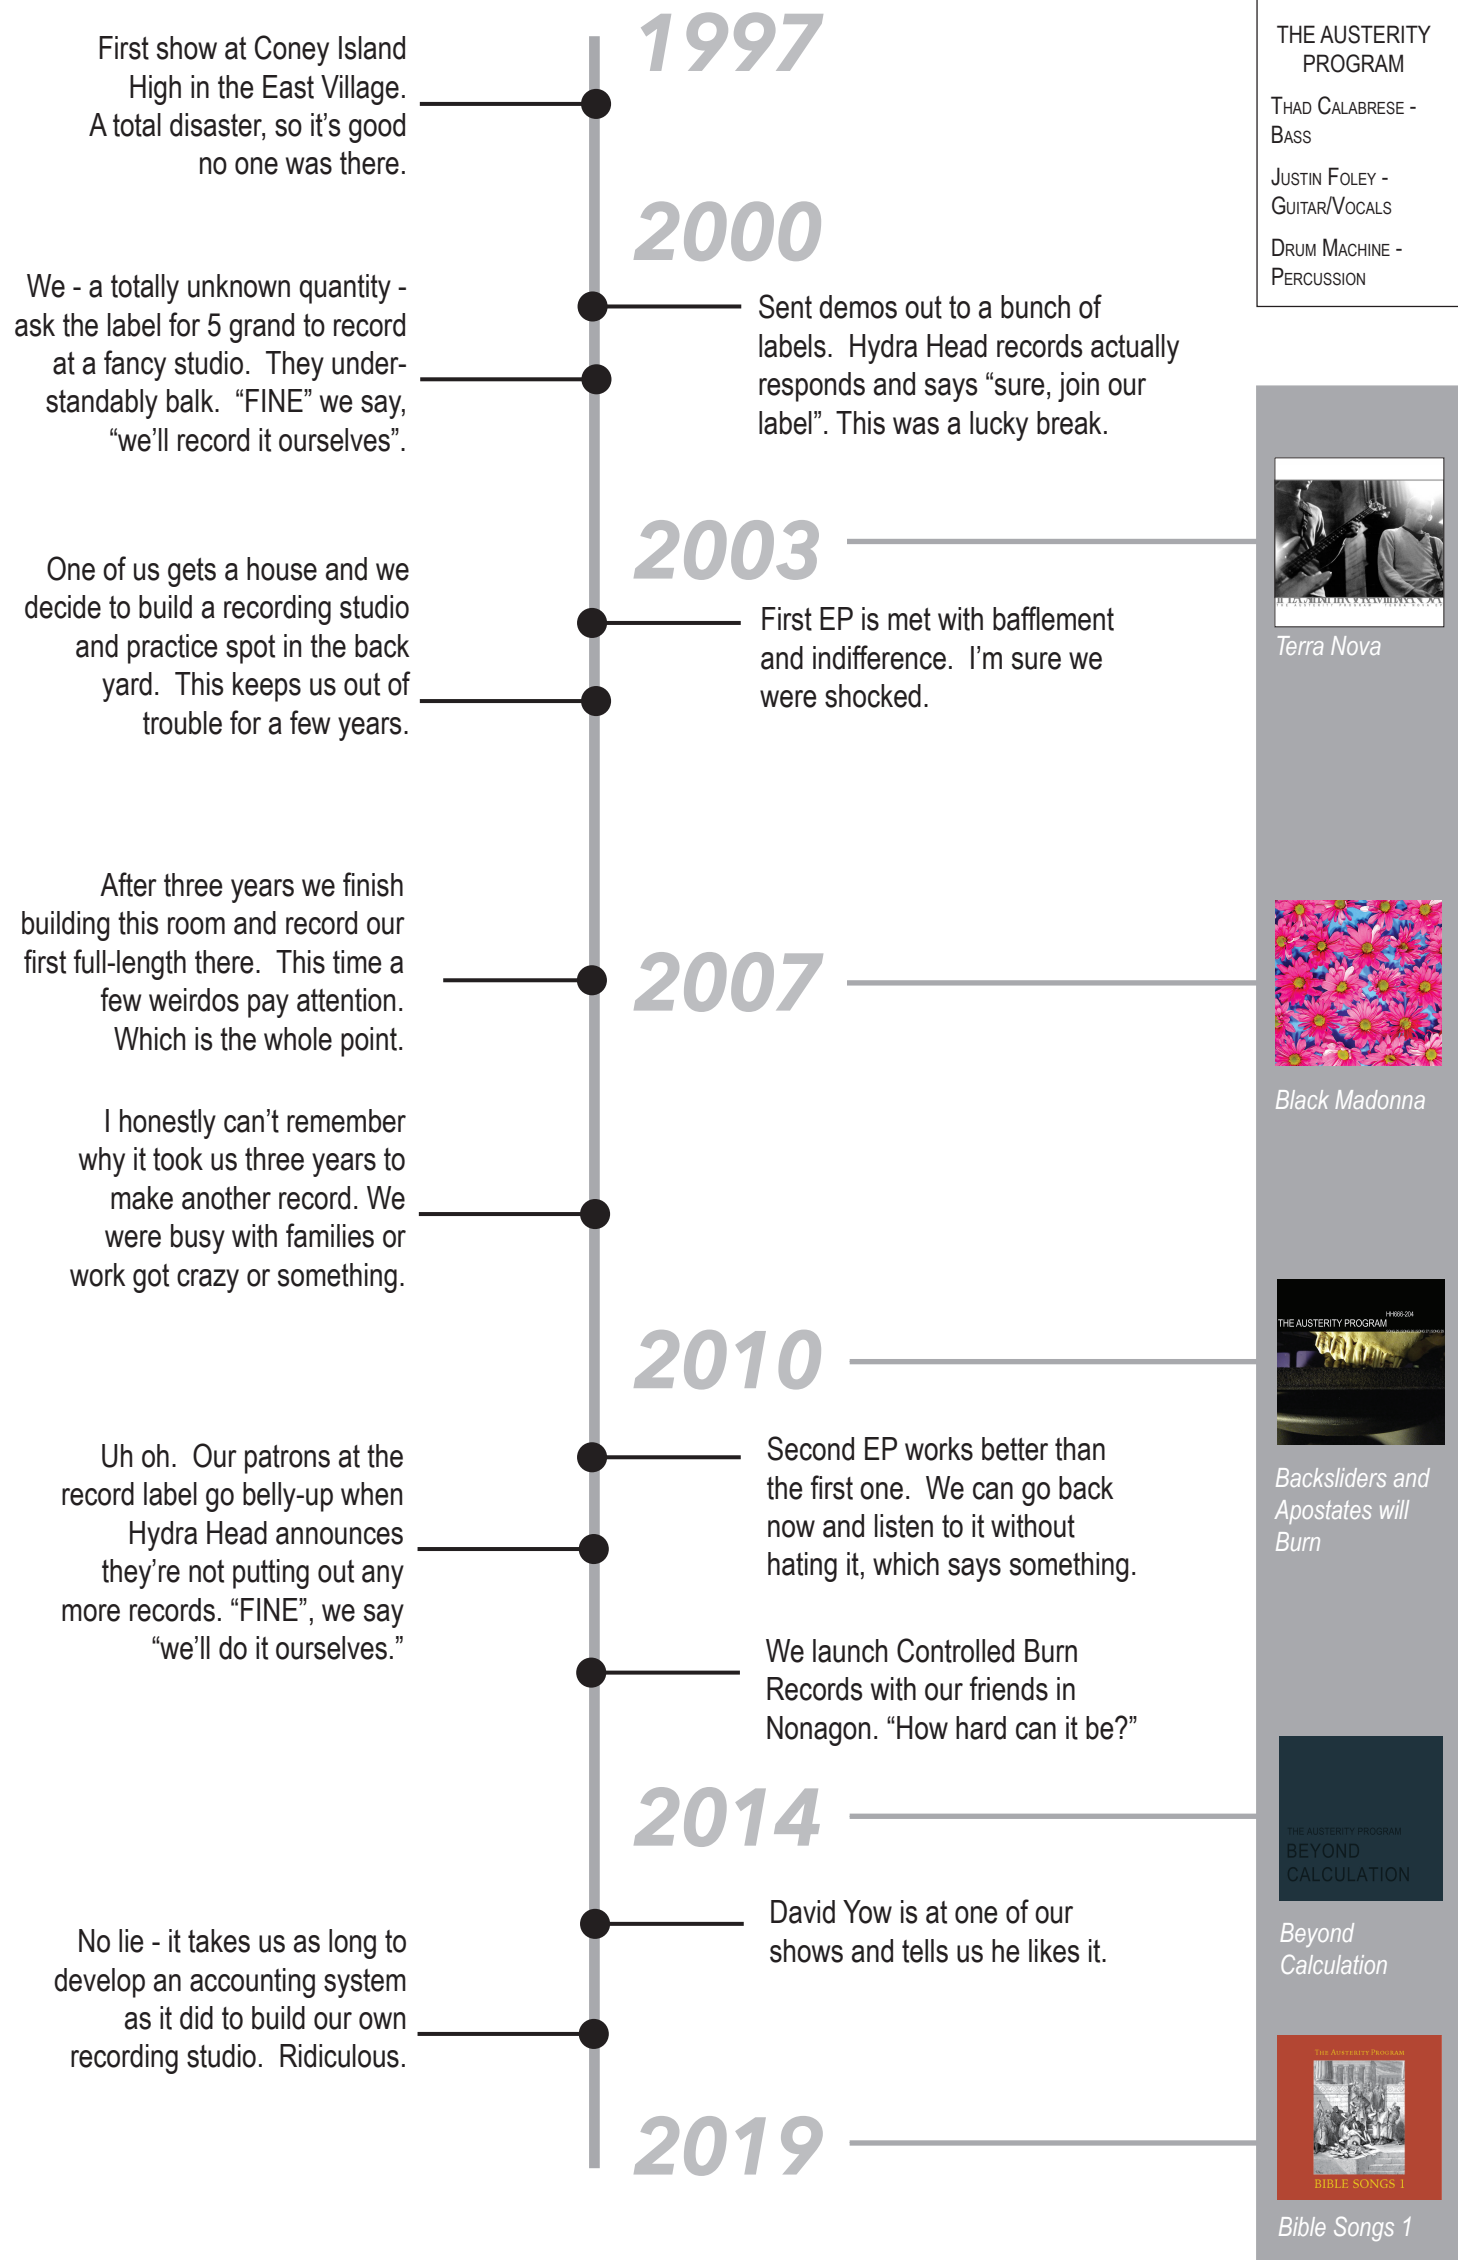 1997
First show at Coney Island
High in the East Village.
A total disaster, so it’s good
no one was there.
THE AUSTERITY
PROGRAM
Thad Calabrese -
Bass
Justin Foley -
Guitar/Vocals
Drum Machine -
Percussion
2000
Sent demos out to a bunch of
labels.  Hydra Head records actually
responds and says “sure, join our
label”. This was a lucky break.
We - a totally unknown quantity -
ask the label for 5 grand to record
at a fancy studio.  They under-
standably balk.  “FINE” we say,
“we’ll record it ourselves”.
2003
Terra Nova
First EP is met with bafflement
and indifference.  I’m sure we
were shocked.
One of us gets a house and we
decide to build a recording studio
and practice spot in the back
yard.  This keeps us out of
trouble for a few years.
2007
After three years we finish
building this room and record our
first full-length there.  This time a
few weirdos pay attention.
Which is the whole point.
Black Madonna
I honestly can’t remember
why it took us three years to
make another record. We
were busy with families or
work got crazy or something.
2010
HH666-204
THE AUSTERITY PROGRAM
Backsliders and
Apostates will
Burn
Second EP works better than
the first one.  We can go back
now and listen to it without
hating it, which says something.
Uh oh.  Our patrons at the
record label go belly-up when
Hydra Head announces
they’re not putting out any
more records. “FINE”, we say
“we’ll do it ourselves.”
We launch Controlled Burn
Records with our friends in
Nonagon. “How hard can it be?”
2014
THE AUSTERITY PROGRAM
BEYOND
CALCULATION
Beyond
Calculation
David Yow is at one of our
shows and tells us he likes it.
No lie - it takes us as long to
develop an accounting system
as it did to build our own
recording studio.  Ridiculous.
2019
The Austerity Program
BIBLE SONGS 1
Bible Songs 1